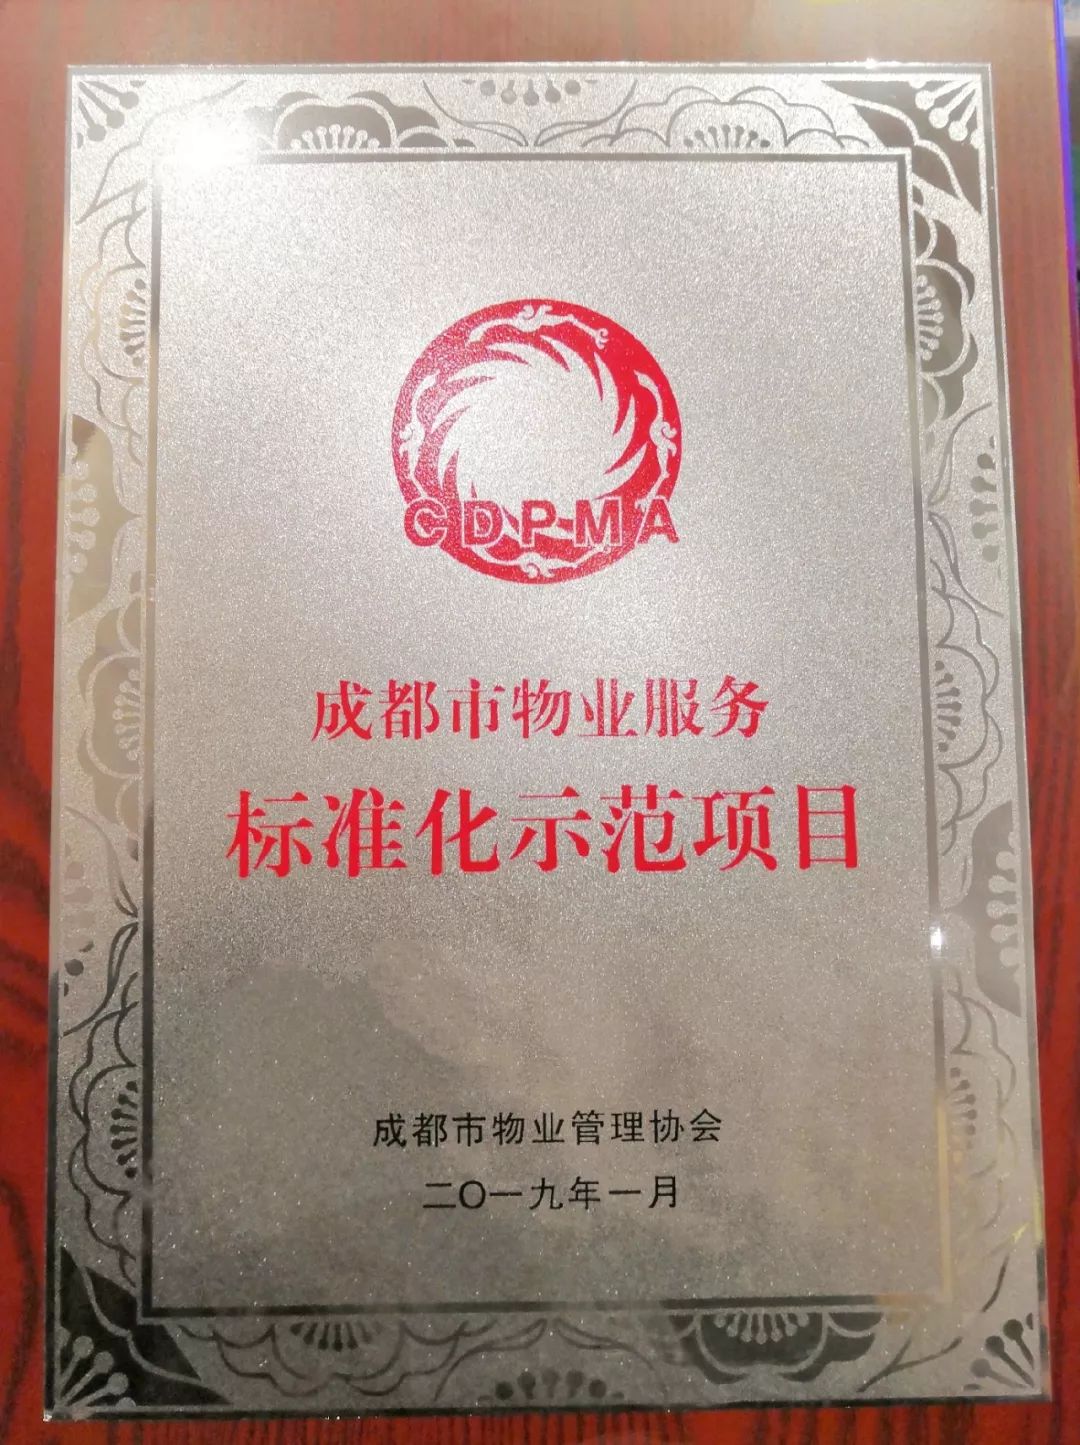 CDPMA
成都市物业服务
标准化示范项目
成都市物业管理协会
二〇一九年一月